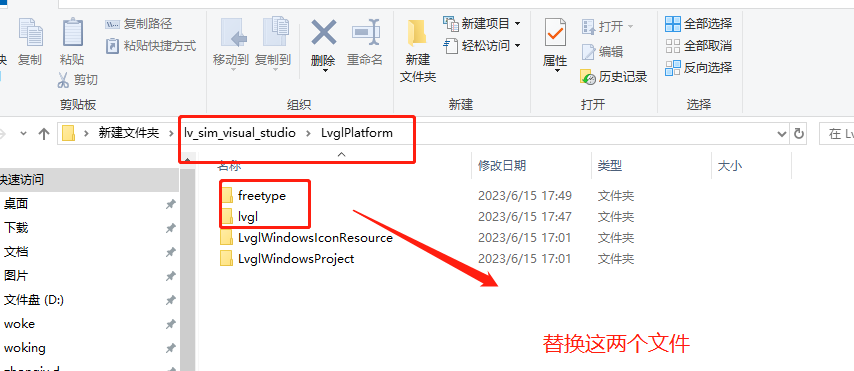 复制路径
粘贴快捷方式
复制
粘贴
剪切
剪贴板
移动到
复制到
删除
重命名
组织
新建
文件夹
新建项目
轻松访问
新建
属性
打开
编辑
历史记录
打开
全部选择
全部取消
反向选择
选择
新建文件夹 > lv_sim_visual_studio > LvglPlatform
在 Lv
名称 修改日期 类型 大小
快速访问
桌面
下载
文档
图片
文件盘 (D:)
woke
woking
freetype 2023/6/15 17:49 文件夹
lvgl 2023/6/15 17:47 文件夹
LvglWindowsIconResource 2023/6/15 17:01 文件夹
LvglWindowsProject 2023/6/15 17:01 文件夹
替换这两个文件